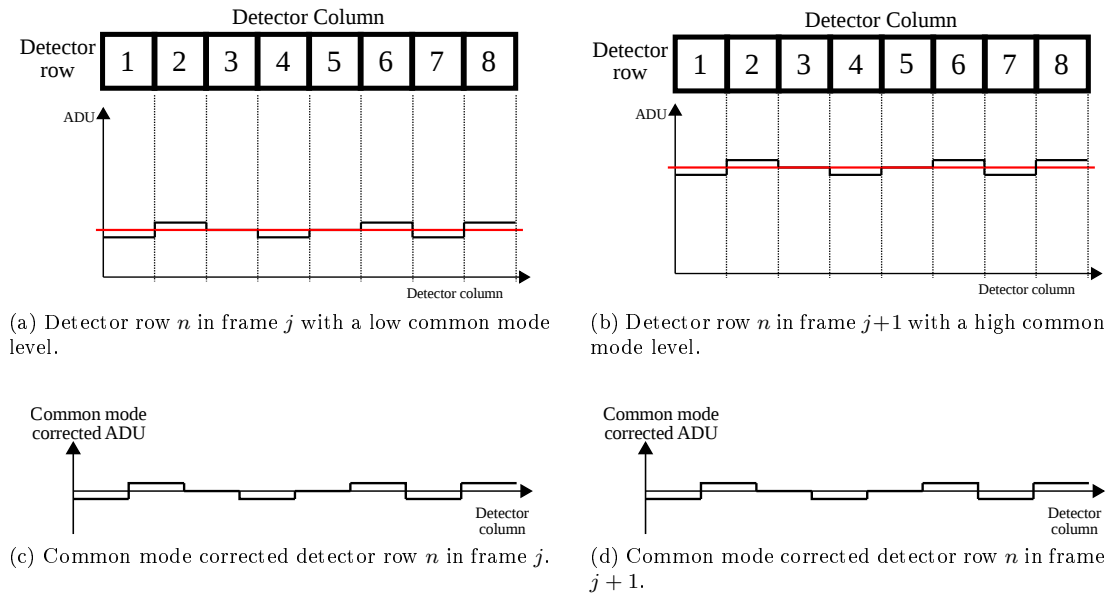 Detector Column
Detector
row
1 2 3 4 5 6 7 8
ADU
Detector column
(a) Detector row n in frame j with a low common mode
level.
Detector Column
Detector
row
1 2 3 4 5 6 7 8
ADU
Detector column
(b) Detector row n in frame j+1 with a high common
mode level.
Common mode
corrected ADU
Detector
column
(c) Common mode corrected detector row n in frame j.
Common mode
corrected ADU
Detector
column
(d) Common mode corrected detector row n in frame
j + 1.